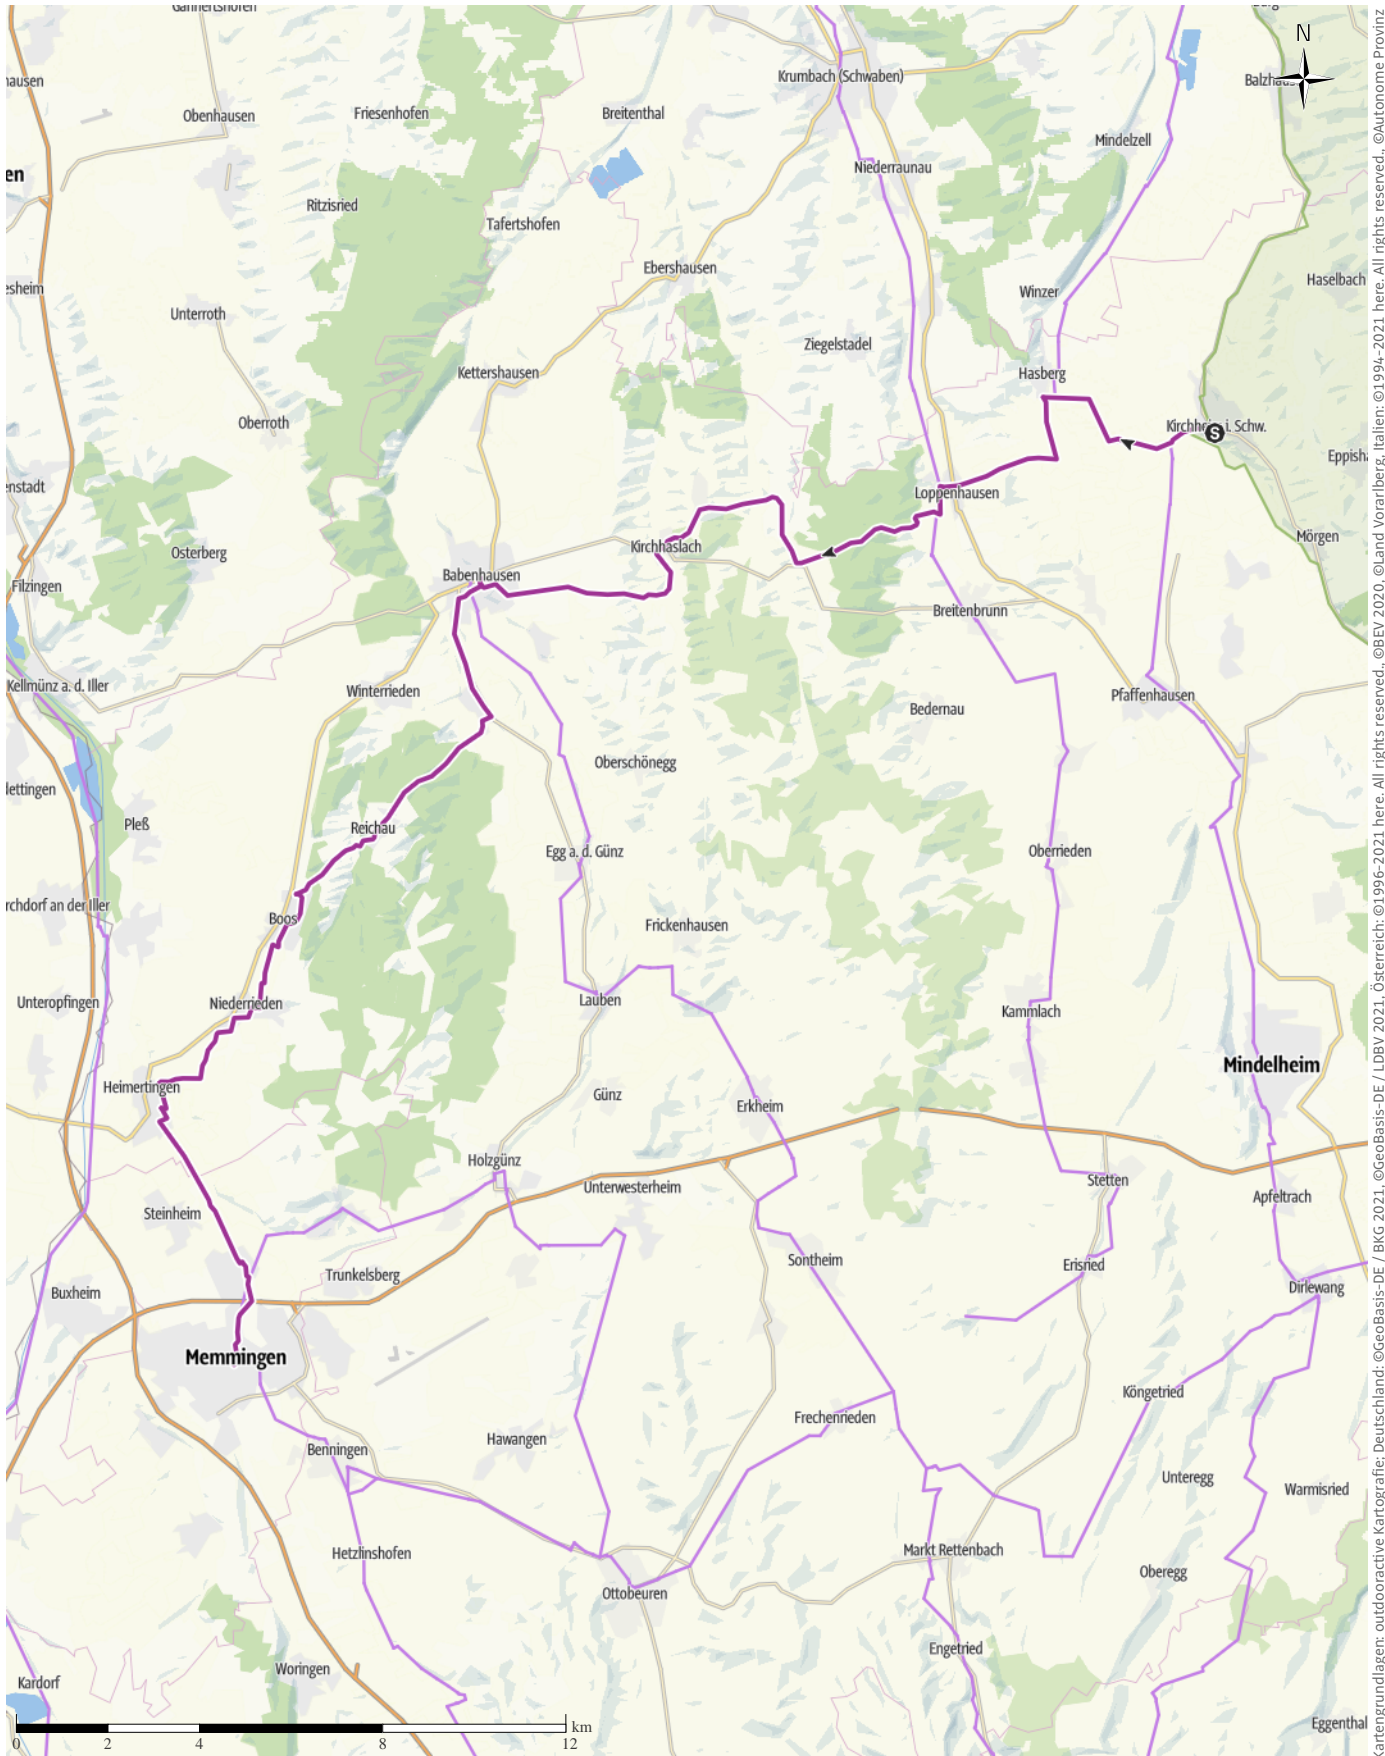 Gannertshofen
Krumbach (Schwaben)
Balzhaus
N
hausen
Obenhausen
Friesenhofen
Breitenthal
Mindelzell
en
Niederraunau
Ritzisried
Tafertshofen
Ebershausen
Haselbach
esheim
Winzer
Unterroth
Ziegelstadel
Kettershausen
Hasberg
Oberroth
Kirchheim i. Schw.
S
Eppisha
enstadt
Loppenhausen
Mörgen
Osterberg
Kirchhaslach
Filzingen
Babenhausen
Breitenbrunn
Kellmünz a. d. Iller
Winterrieden
Pfaffenhausen
Bedernau
Oberschönegg
lettingen
Pleß
Reichau
Egg a. d. Günz
Oberrieden
rchdorf an der Iller
Boos
Frickenhausen
Unteropfingen
Niederrieden
Lauben
Kammlach
Mindelheim
Heimertingen
Günz
Erkheim
Holzgünz
Unterwesterheim
Stetten
Apfeltrach
Steinheim
Sontheim
Erisried
Trunkelsberg
Buxheim
Dirlewang
Memmingen
Köngetried
Frechenrieden
Hawangen
Benningen
Unteregg
Warmisried
Hetzlinshofen
Markt Rettenbach
Oberegg
Ottobeuren
Engetried
Woringen
Kardorf
Eggenthal
km
0 2 4 8 12
artengrundlagen: outdooractive Kartografie; Deutschland: ©GeoBasis-DE / BKG 2021, ©GeoBasis-DE / LDBV 2021, Österreich: ©1996-2021 here. All rights reserved., ©BEV 2020, ©Land Vorarlberg, Italien: ©1994-2021 here. All rights reserved., ©Autonome Provinz